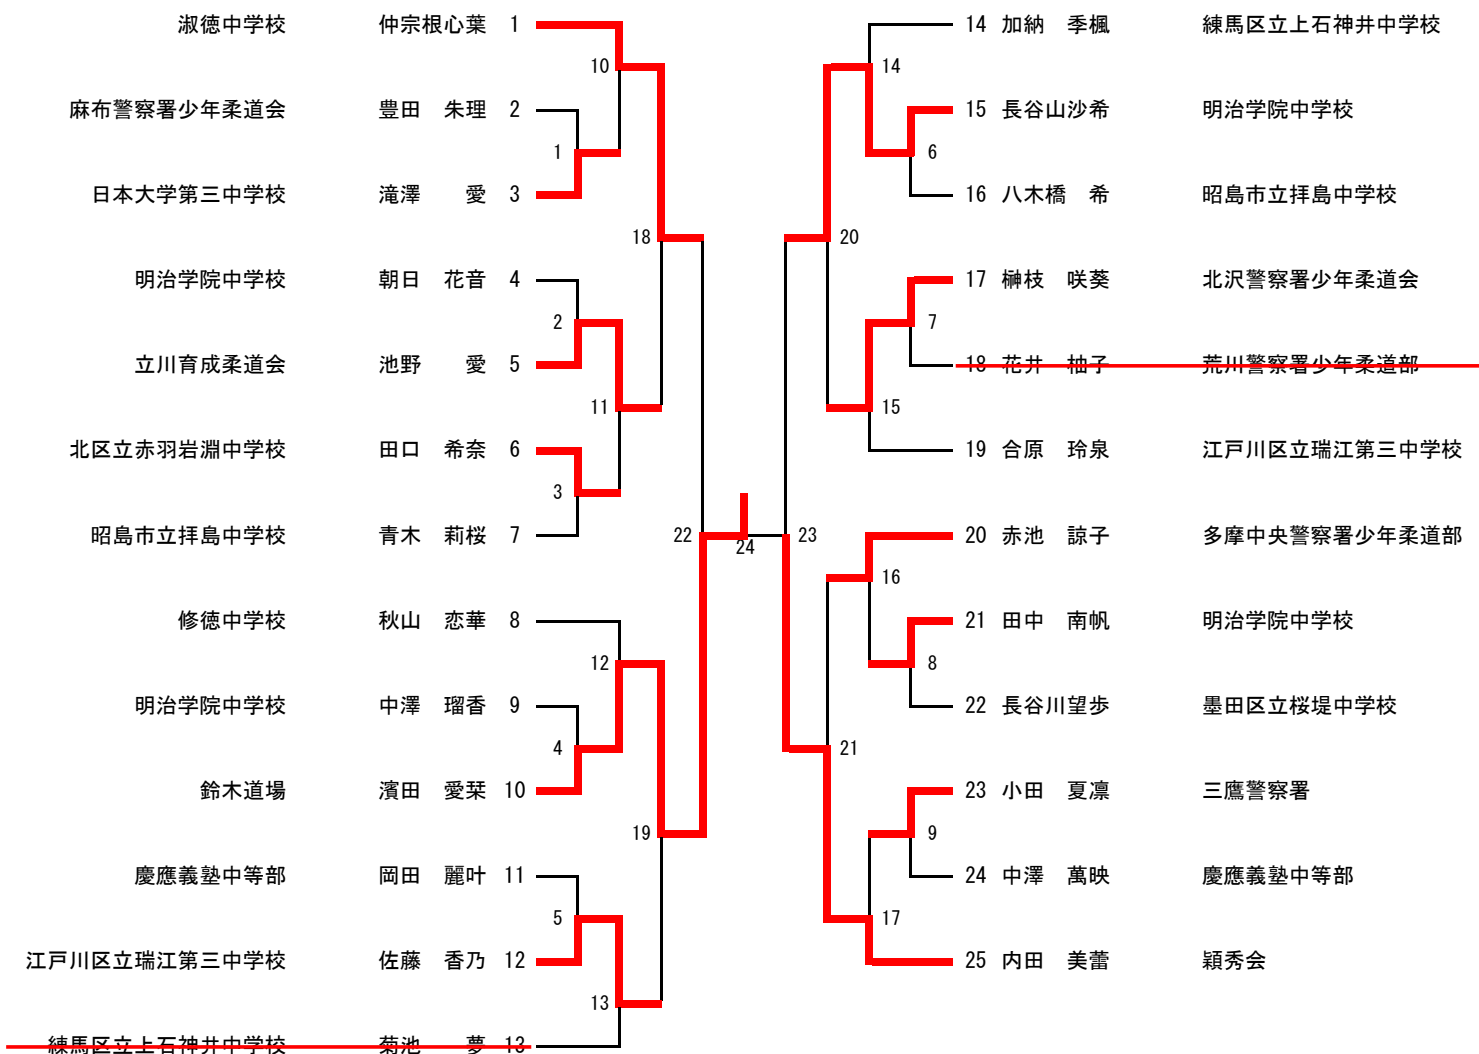 淑徳中学校 仲宗根心葉 1
10
麻布警察署少年柔道会 豊田 朱理 2
1
日本大学第三中学校 滝澤 愛 3
18
明治学院中学校 朝日 花音 4
2
立川育成柔道会 池野 愛 5
11
北区立赤羽岩淵中学校 田口 希奈 6
3
昭島市立拝島中学校 青木 莉桜 7
22
24
修徳中学校 秋山 恋華 8
12
明治学院中学校 中澤 瑠香 9
4
鈴木道場 濱田 愛栞 10
19
慶應義塾中等部 岡田 麗叶 11
5
江戸川区立瑞江第三中学校 佐藤 香乃 12
13
練馬区立上石神井中学校 菊池 夢 13
14 加納 季楓 練馬区立上石神井中学校
14
15 長谷山沙希 明治学院中学校
6
16 八木橋 希 昭島市立拝島中学校
20
17 榊枝 咲葵 北沢警察署少年柔道会
7
18 花井 柚子 荒川警察署少年柔道部
15
19 合原 玲泉 江戸川区立瑞江第三中学校
23
20 赤池 諒子 多摩中央警察署少年柔道部
16
21 田中 南帆 明治学院中学校
8
22 長谷川望歩 墨田区立桜堤中学校
21
23 小田 夏凛 三鷹警察署
9
24 中澤 萬映 慶應義塾中等部
17
25 内田 美蕾 穎秀会